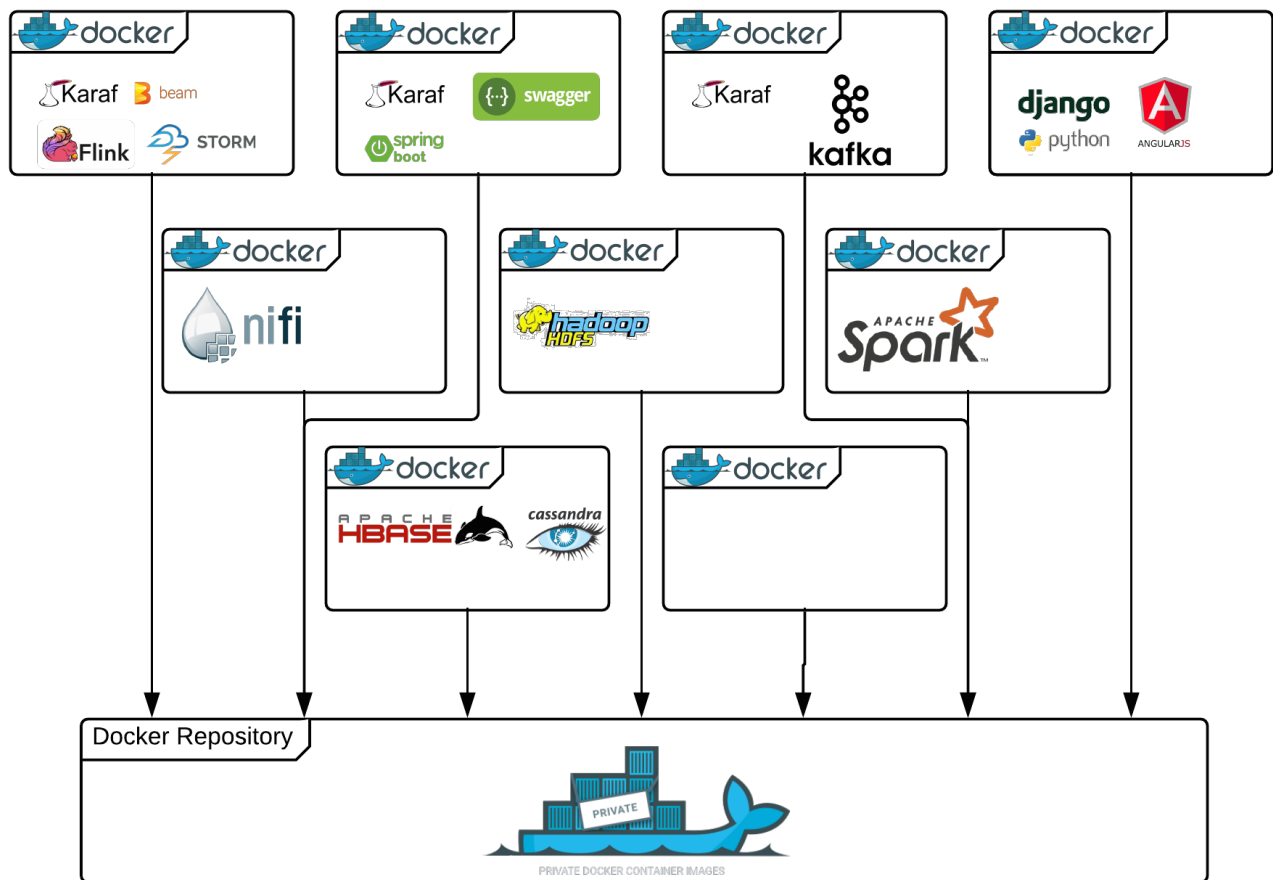 docker
Karaf
beam
Flink
STORM
docker
Karaf
{···} swagger
spring
boot
docker
Karaf
kafka
docker
django
python
A
ANGULARJS
docker
nifi
docker
hadoop
HDFS
docker
APACHE
Spark™
docker
APACHE
HBASE
cassandra
docker
Docker Repository
PRIVATE
PRIVATE DOCKER CONTAINER IMAGES